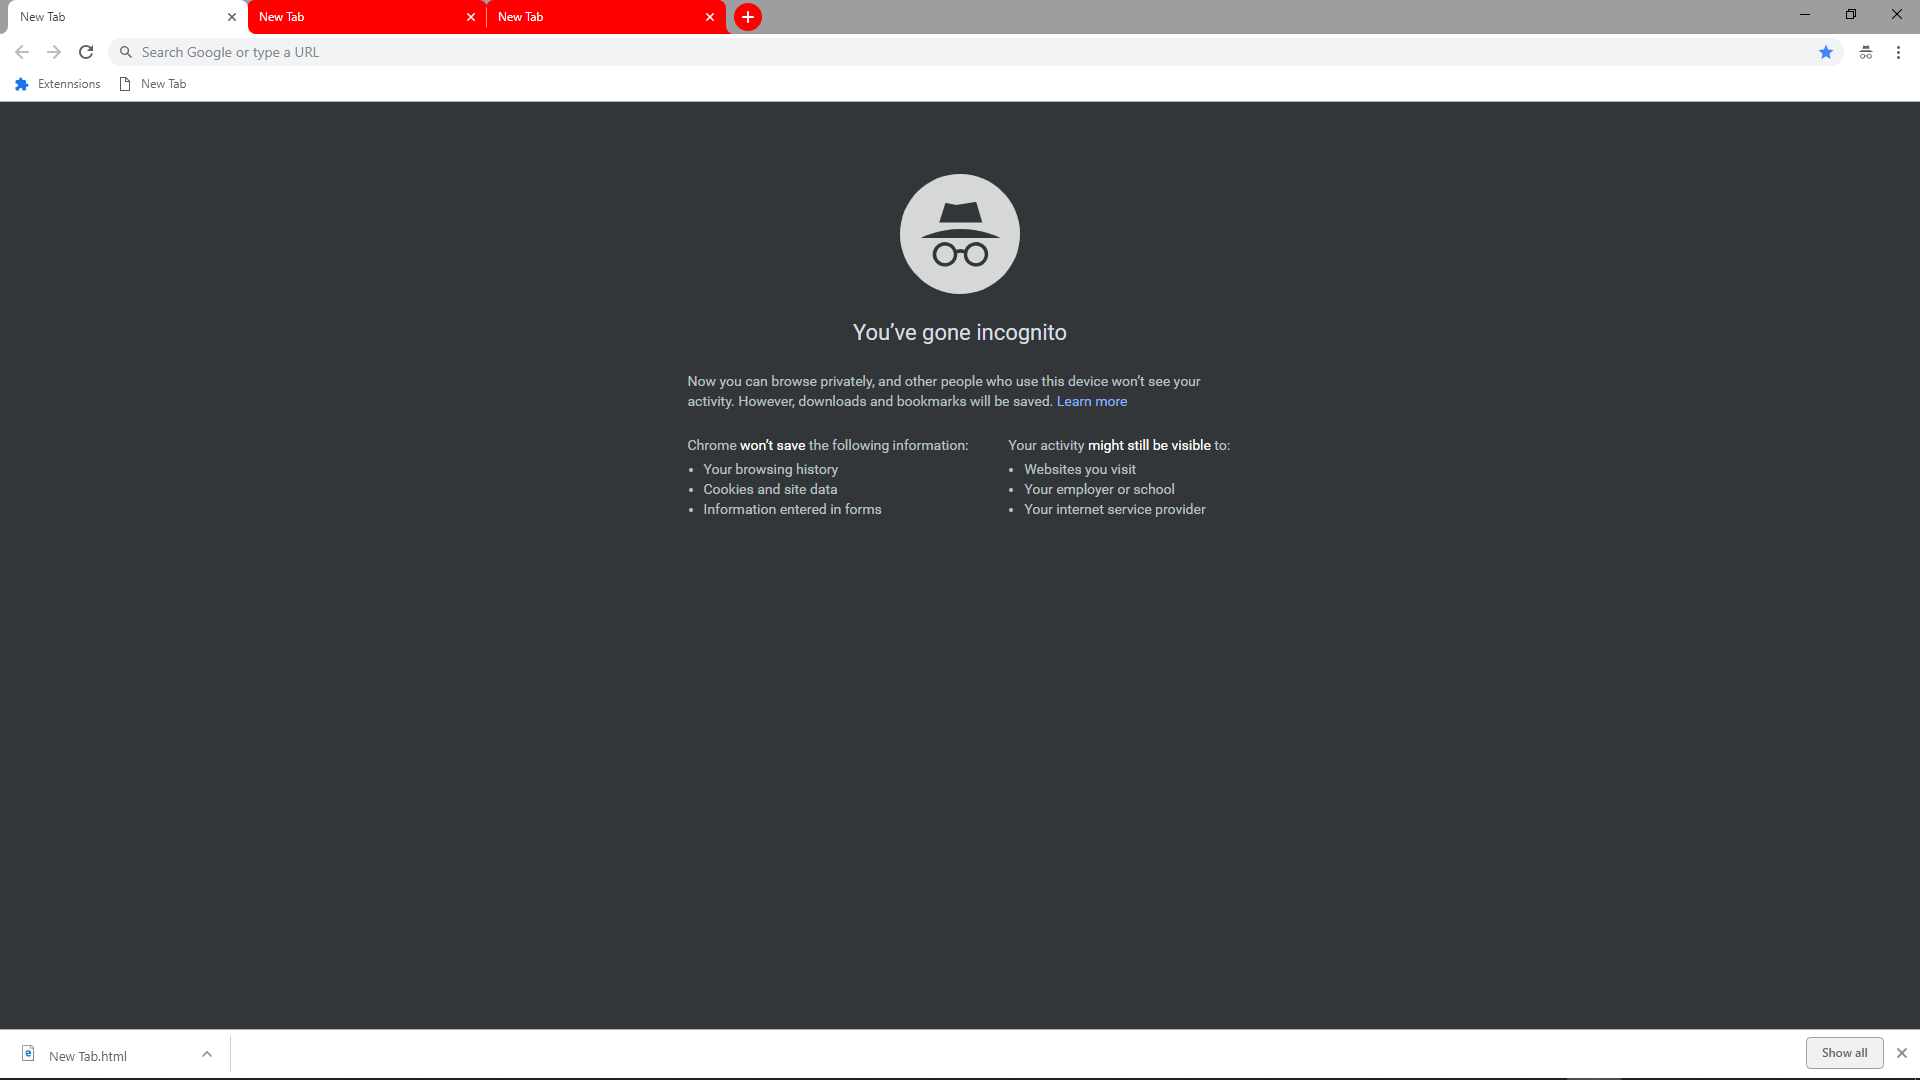 New Tab
New Tab
New Tab
Search Google or type a URL
Extennsions
New Tab
You’ve gone incognito
Now you can browse privately, and other people who use this device won’t see your
activity. However, downloads and bookmarks will be saved. Learn more
Chrome won’t save the following information:
Your browsing history
Cookies and site data
Information entered in forms
Your activity might still be visible to:
Websites you visit
Your employer or school
Your internet service provider
New Tab.html
Show all